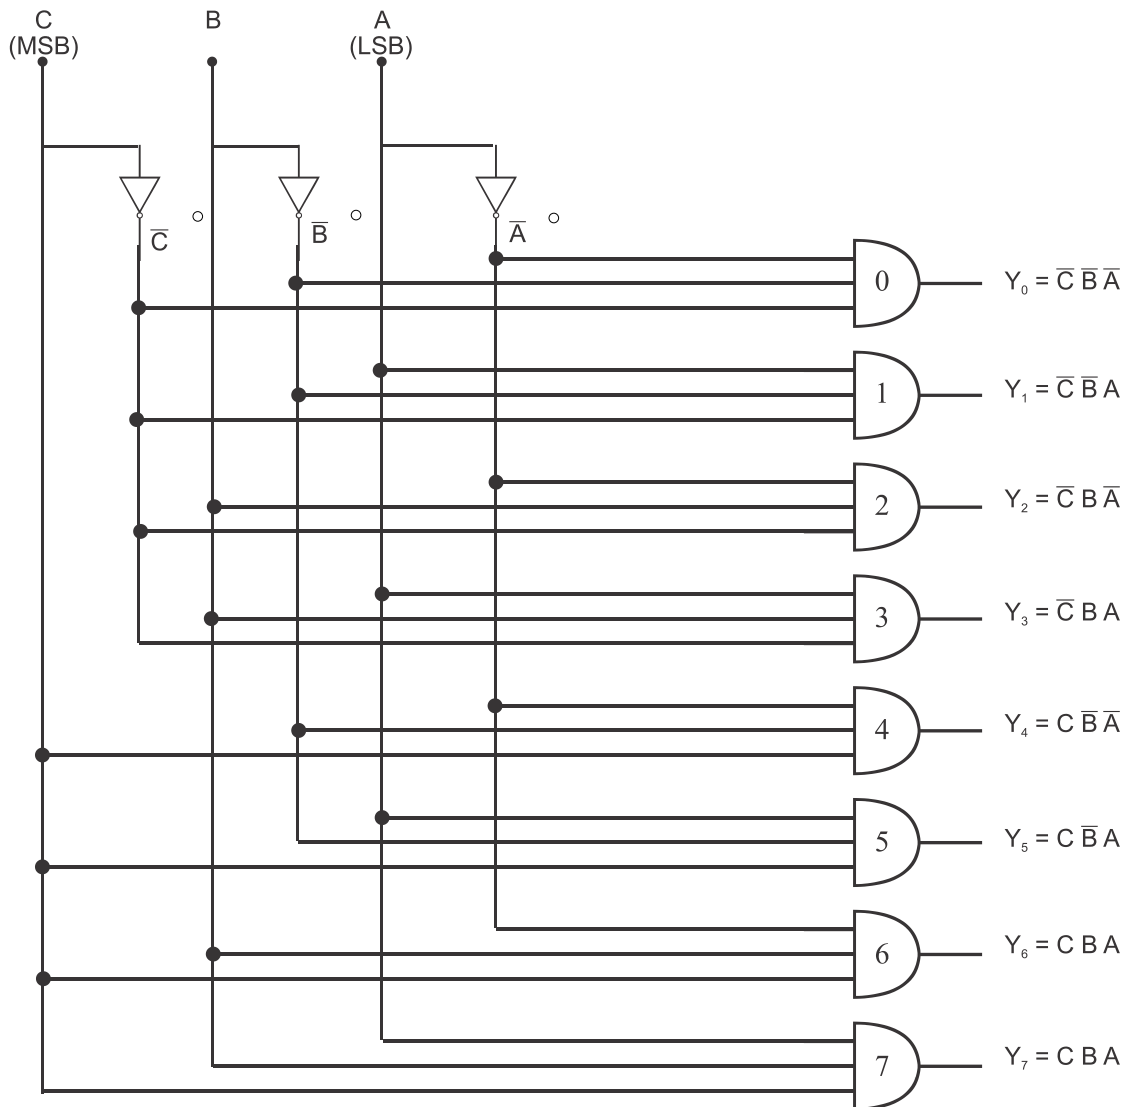 C B A
(MSB) (LSB)
C̅ B̅ A̅
0 Y₀ = C̅ B A̅
1 Y₁ = C̅ B̅ A
2 Y₂ = C̅ B A̅
3 Y₃ = C̅ B A
4 Y₄ = C B̅ A̅
5 Y₅ = C B̅ A
6 Y₆ = C B A
7 Y₇ = C B A